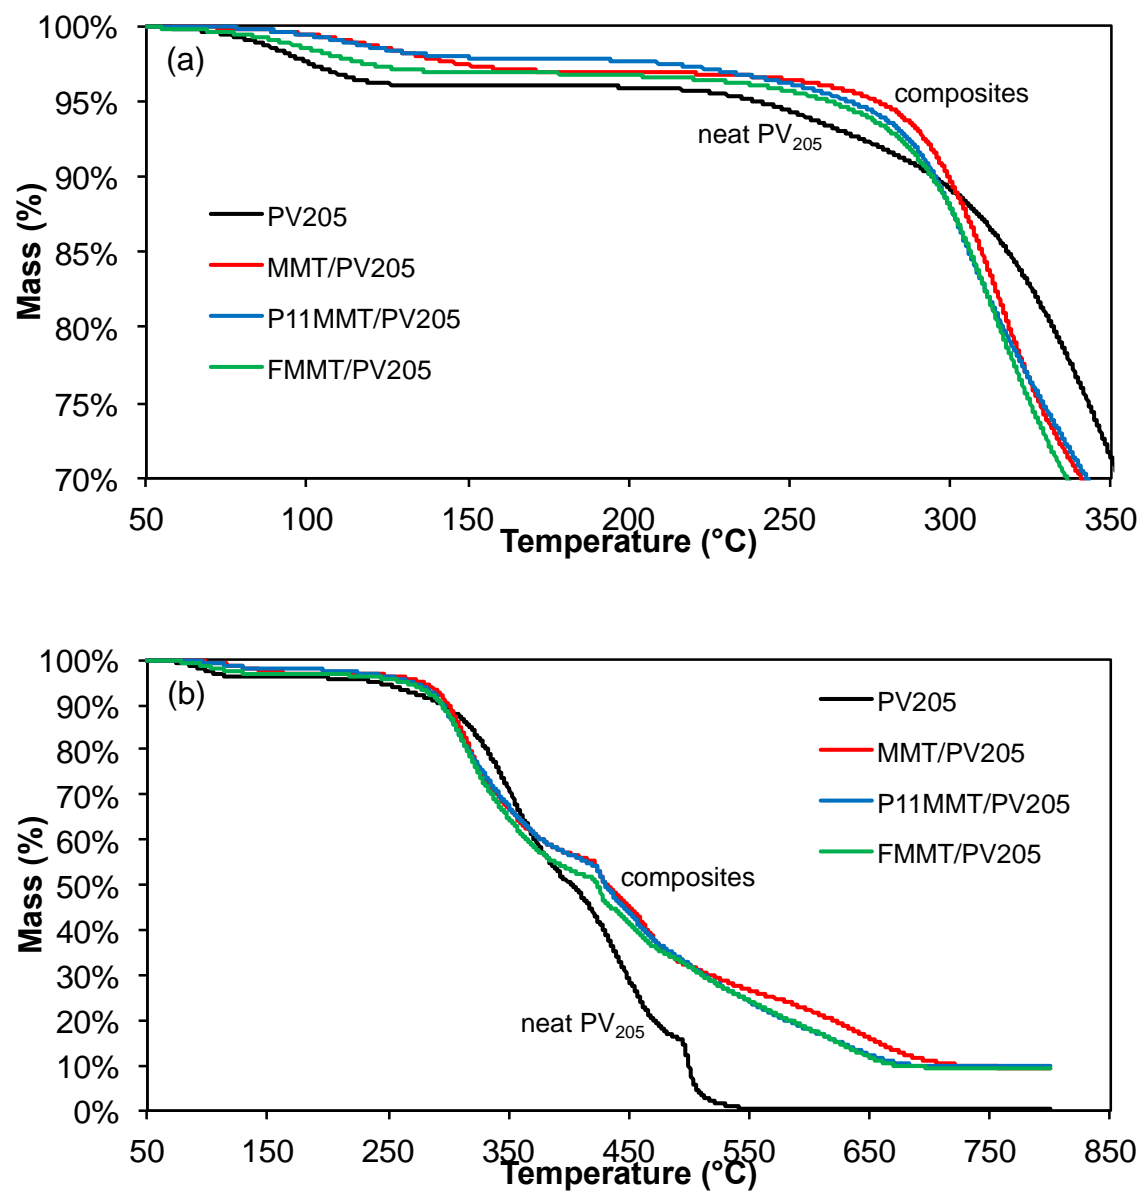 100%
95%
90%
85%
80%
75%
70%
Mass (%)
(a)
composites
neat PV205
PV205
MMT/PV205
P11MMT/PV205
FMMT/PV205
50 100 150 200 250 300 350
Temperature (°C)
100%
90%
80%
70%
60%
50%
40%
30%
20%
10%
0%
Mass (%)
(b)
PV205
MMT/PV205
P11MMT/PV205
FMMT/PV205
composites
neat PV205
50 150 250 350 450 550 650 750 850
Temperature (°C)